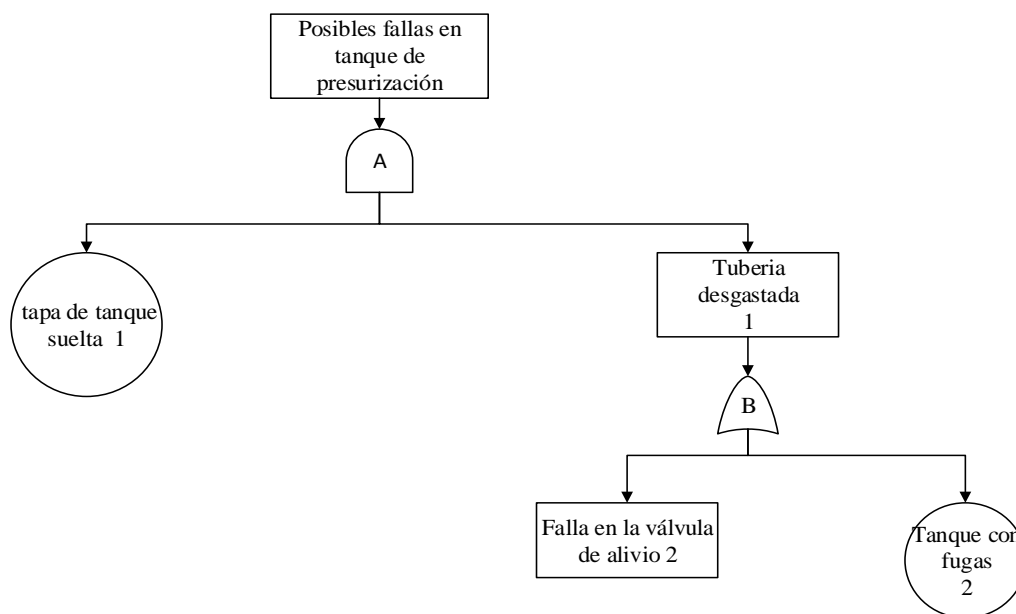 Posibles fallas en
tanque de
presurización
A
tapa de tanque
suelta 1
Tuberia
desgastada
1
B
Falla en la válvula
de alivio 2
Tanque con
fugas
2